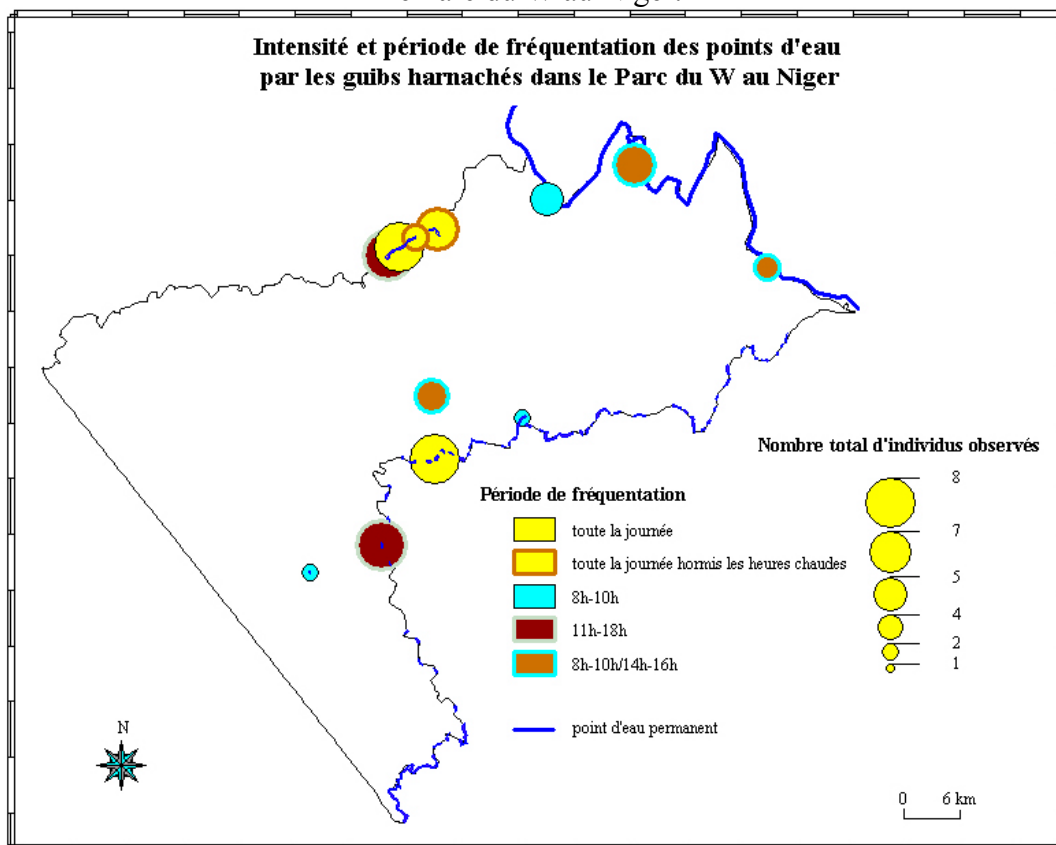 Intensité et période de fréquentation des points d'eau
par les guibs harnachés dans le Parc du W au Niger
Nombre total d'individus observés
8
7
5
4
2
1
Période de fréquentation
toute la journée
toute la journée hormis les heures chaudes
8h-10h
11h-18h
8h-10h/14h-16h
point d'eau permanent
N
0 6 km